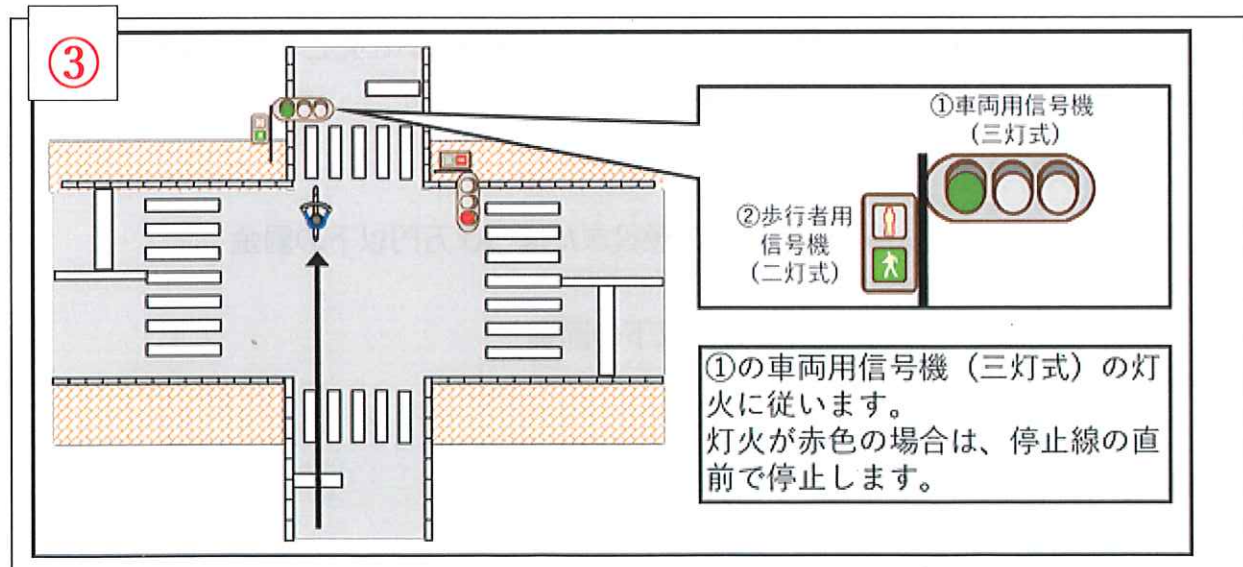 ③
①車両用信号機
(三灯式)
②歩行者用
信号機
(二灯式)
①の車両用信号機（三灯式）の灯
火に従います。
灯火が赤色の場合は、停止線の直
前で停止します。